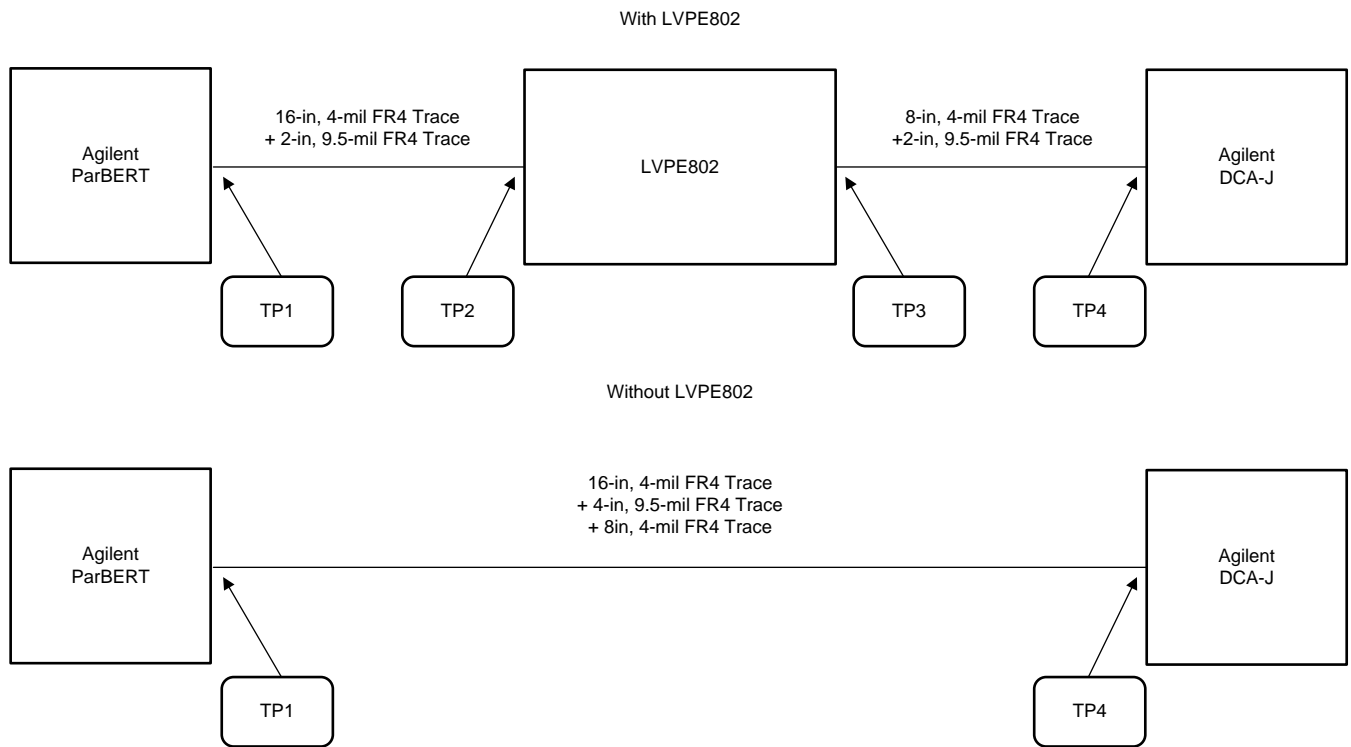 With LVPE802
16-in, 4-mil FR4 Trace
+ 2-in, 9.5-mil FR4 Trace
8-in, 4-mil FR4 Trace
+2-in, 9.5-mil FR4 Trace
Agilent
ParBERT
LVPE802
Agilent
DCA-J
TP1
TP2
TP3
TP4
Without LVPE802
16-in, 4-mil FR4 Trace
+ 4-in, 9.5-mil FR4 Trace
+ 8in, 4-mil FR4 Trace
Agilent
ParBERT
Agilent
DCA-J
TP1
TP4